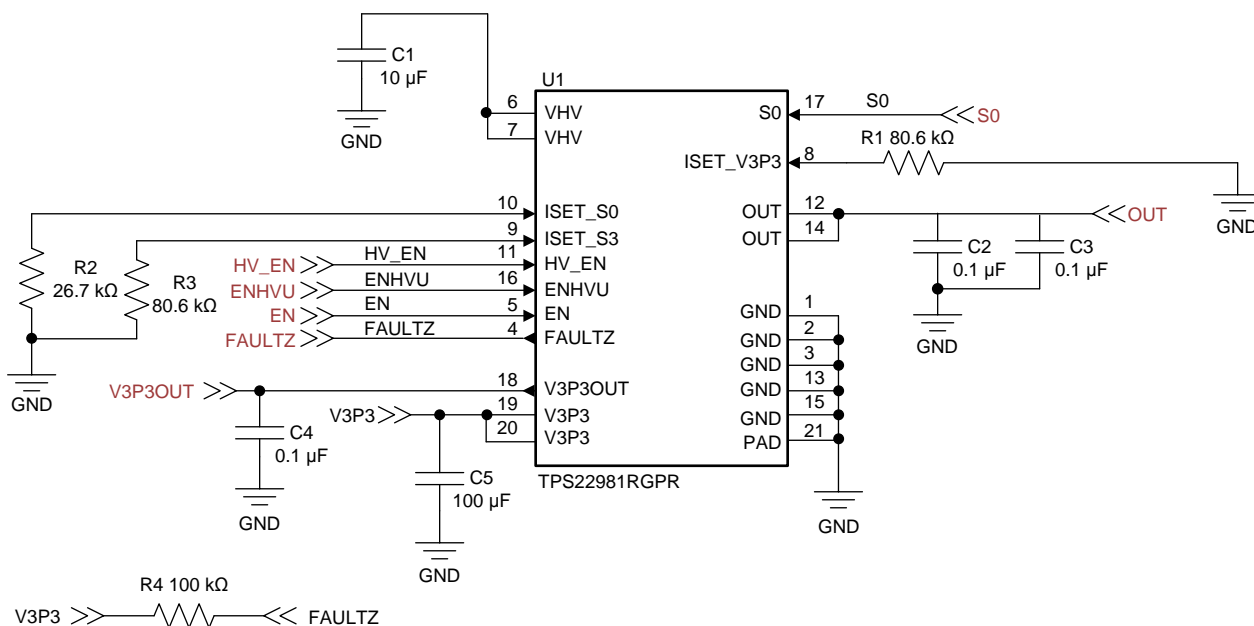 C1
10 µF
GND
U1
6
VHV
7
VHV
S0
17
S0
S0
R1 80.6 kΩ
ISET_V3P3
8
GND
10
ISET_S0
9
ISET_S3
OUT
12
OUT
OUT
14
C2
0.1 µF
C3
0.1 µF
GND
HV_EN
HV_EN
11
HV_EN
ENHVU
ENHVU
16
ENHVU
EN
EN
5
EN
FAULTZ
FAULTZ
4
FAULTZ
R2
26.7 kΩ
R3
80.6 kΩ
GND
GND
1
GND
2
GND
3
GND
13
GND
15
PAD
21
GND
V3P3OUT
18
V3P3OUT
V3P3
19
V3P3
20
V3P3
C4
0.1 µF
GND
C5
100 µF
GND
TPS22981RGPR
R4 100 kΩ
V3P3
FAULTZ